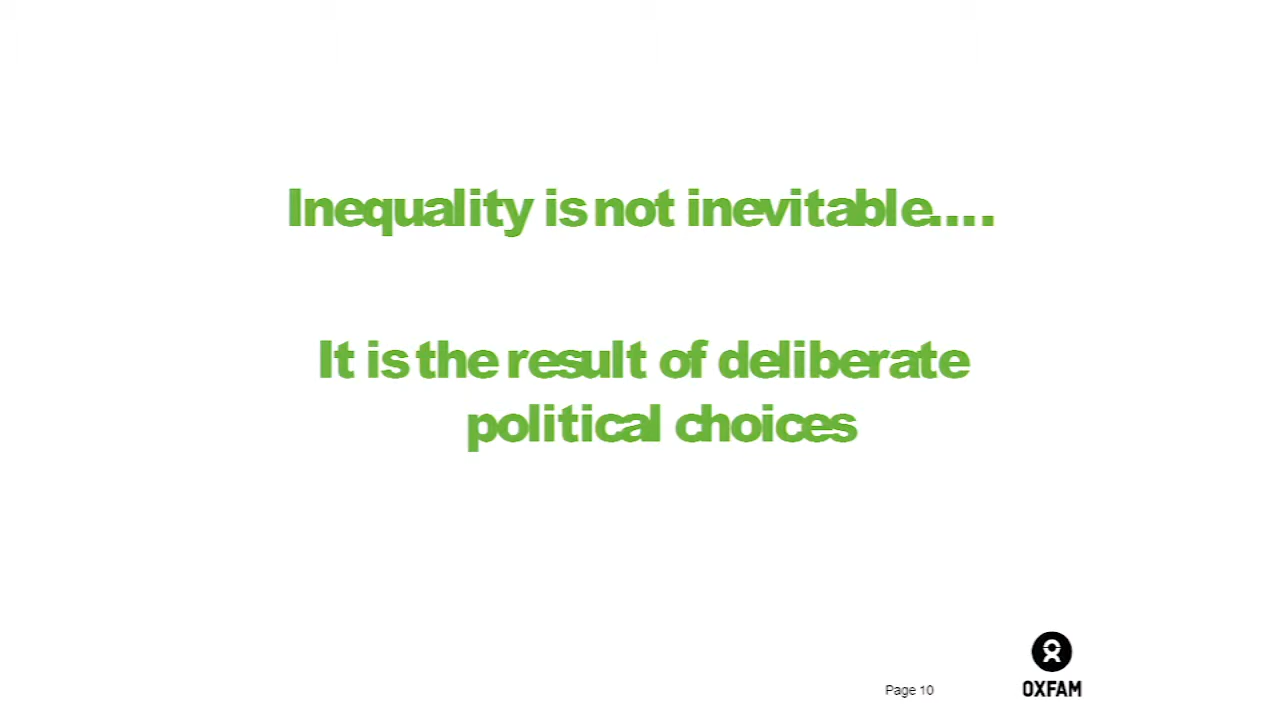 Inequality is not inevitable....
It is the result of deliberate
political choices
Page 10
OXFAM